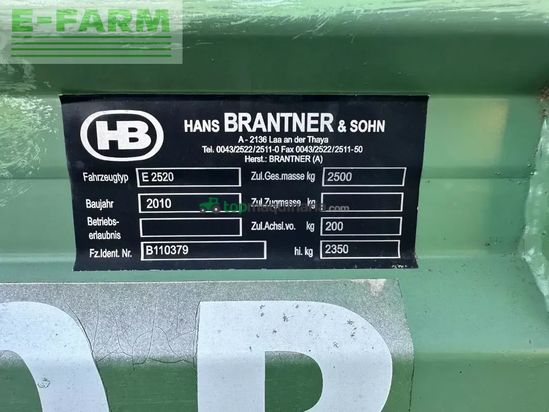 E-FARM
HB
HANS BRANTNER & SOHN
A - 2136 Laa an der Thaya
Tel. 0043/2522/2511-0 Fax 0043/2522/2511-50
Herst.: BRANTNER (A)
Fahrzeugtyp E 2520 Zul.Ges.masse kg 2500
Baujahr 2010 Zul.Zugmasse kg
Betriebs-
erlaubnis Zul.Achsl.vo. kg 200
Fz.Ident. Nr. B110379 hi. kg 2350
topmaquinaria.com